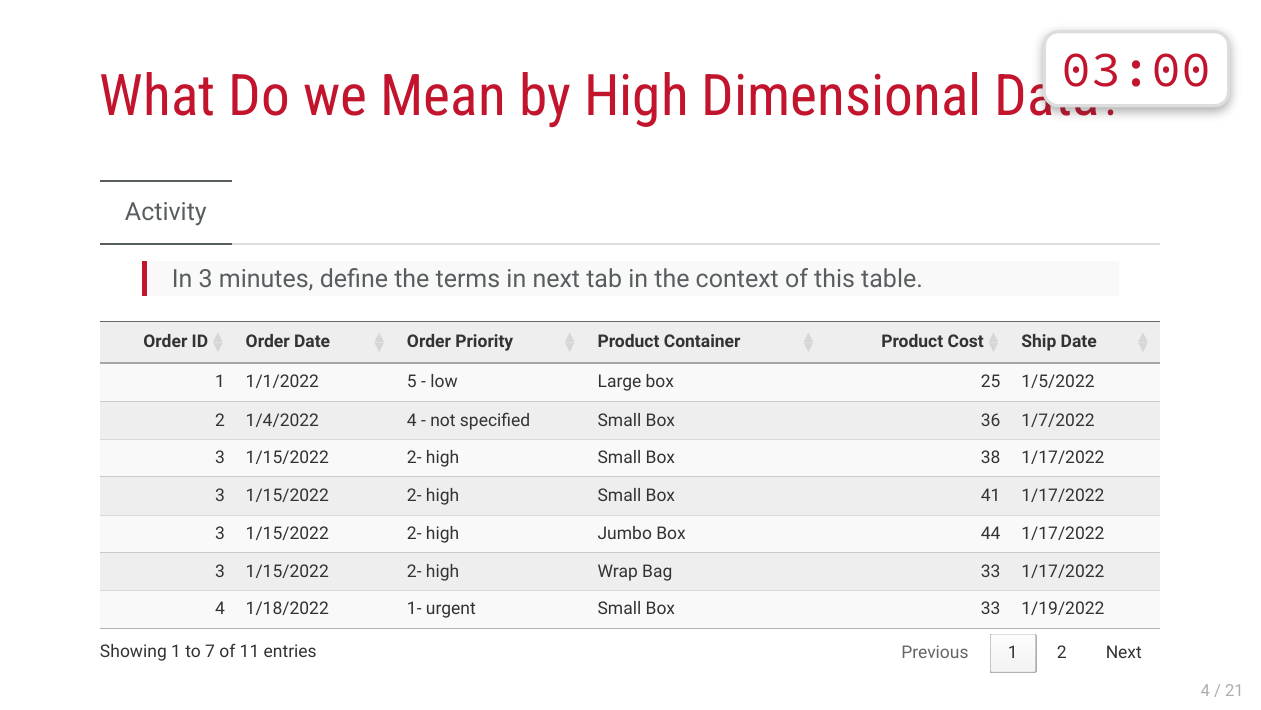 What Do we Mean by High Dimensional Data?
03:00
Activity
In 3 minutes, define the terms in next tab in the context of this table.
Order ID Order Date Order Priority Product Container Product Cost Ship Date
1 1/1/2022 5 - low Large box 25 1/5/2022
2 1/4/2022 4 - not specified Small Box 36 1/7/2022
3 1/15/2022 2- high Small Box 38 1/17/2022
3 1/15/2022 2- high Small Box 41 1/17/2022
3 1/15/2022 2- high Jumbo Box 44 1/17/2022
3 1/15/2022 2- high Wrap Bag 33 1/17/2022
4 1/18/2022 1- urgent Small Box 33 1/19/2022
Showing 1 to 7 of 11 entries Previous 1 2 Next
4 / 21